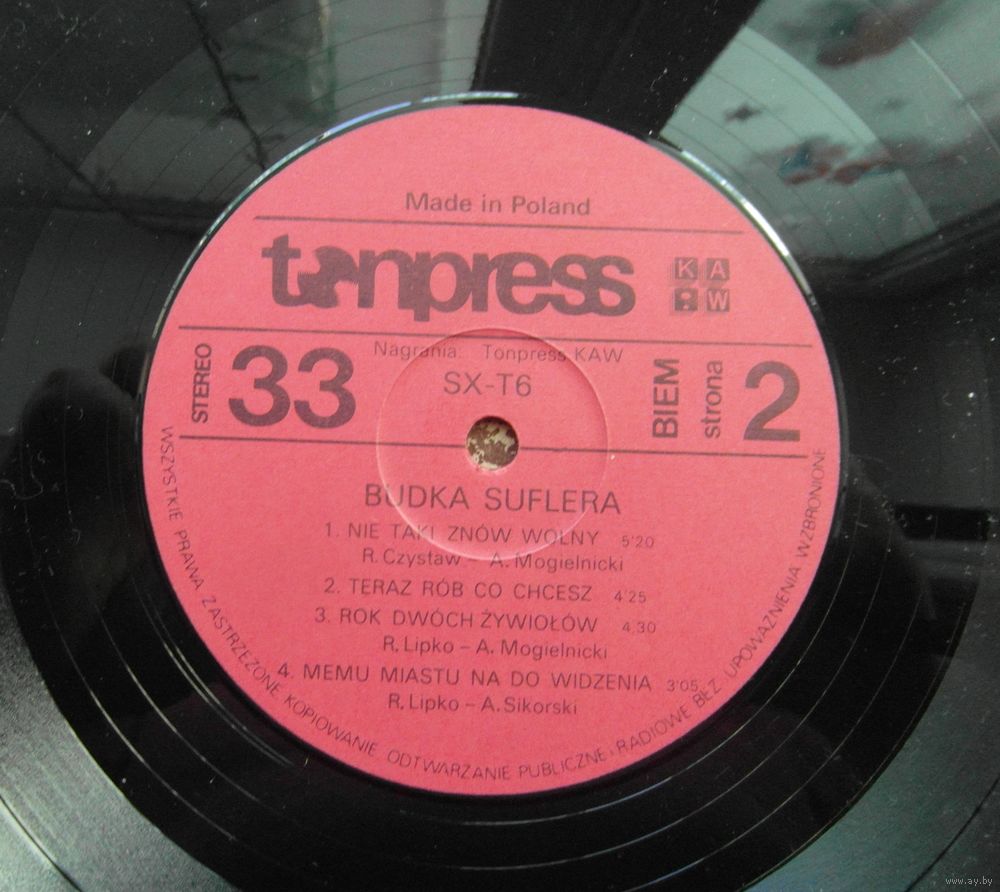 Made in Poland
tonpress
K A
W
Nagrania: Tonpress KAW
STEREO
33
SX-T6
BIEM
strona
2
BUDKA SUFLERA
1. NIE TAKI ZNÓW WOLNY 5'20
R. Czystaw – A. Mogielnicki
2. TERAZ RÓB CO CHCESZ 4'25
3. ROK DWÓCH ŻYWIOŁÓW 4.30
R. Lipko – A. Mogielnicki
4. MEMU MIASTU NA DO WIDZENIA 3'05
R. Lipko – A. Sikorski
WSZYSTKIE PRAWA ZASTRZEŻONE KOPIOWANIE, ODTWARZANIE PUBLICZNE i RADIOWE BEZ UPOWAŻNIENIA WZBRONIONE
www.ay.by